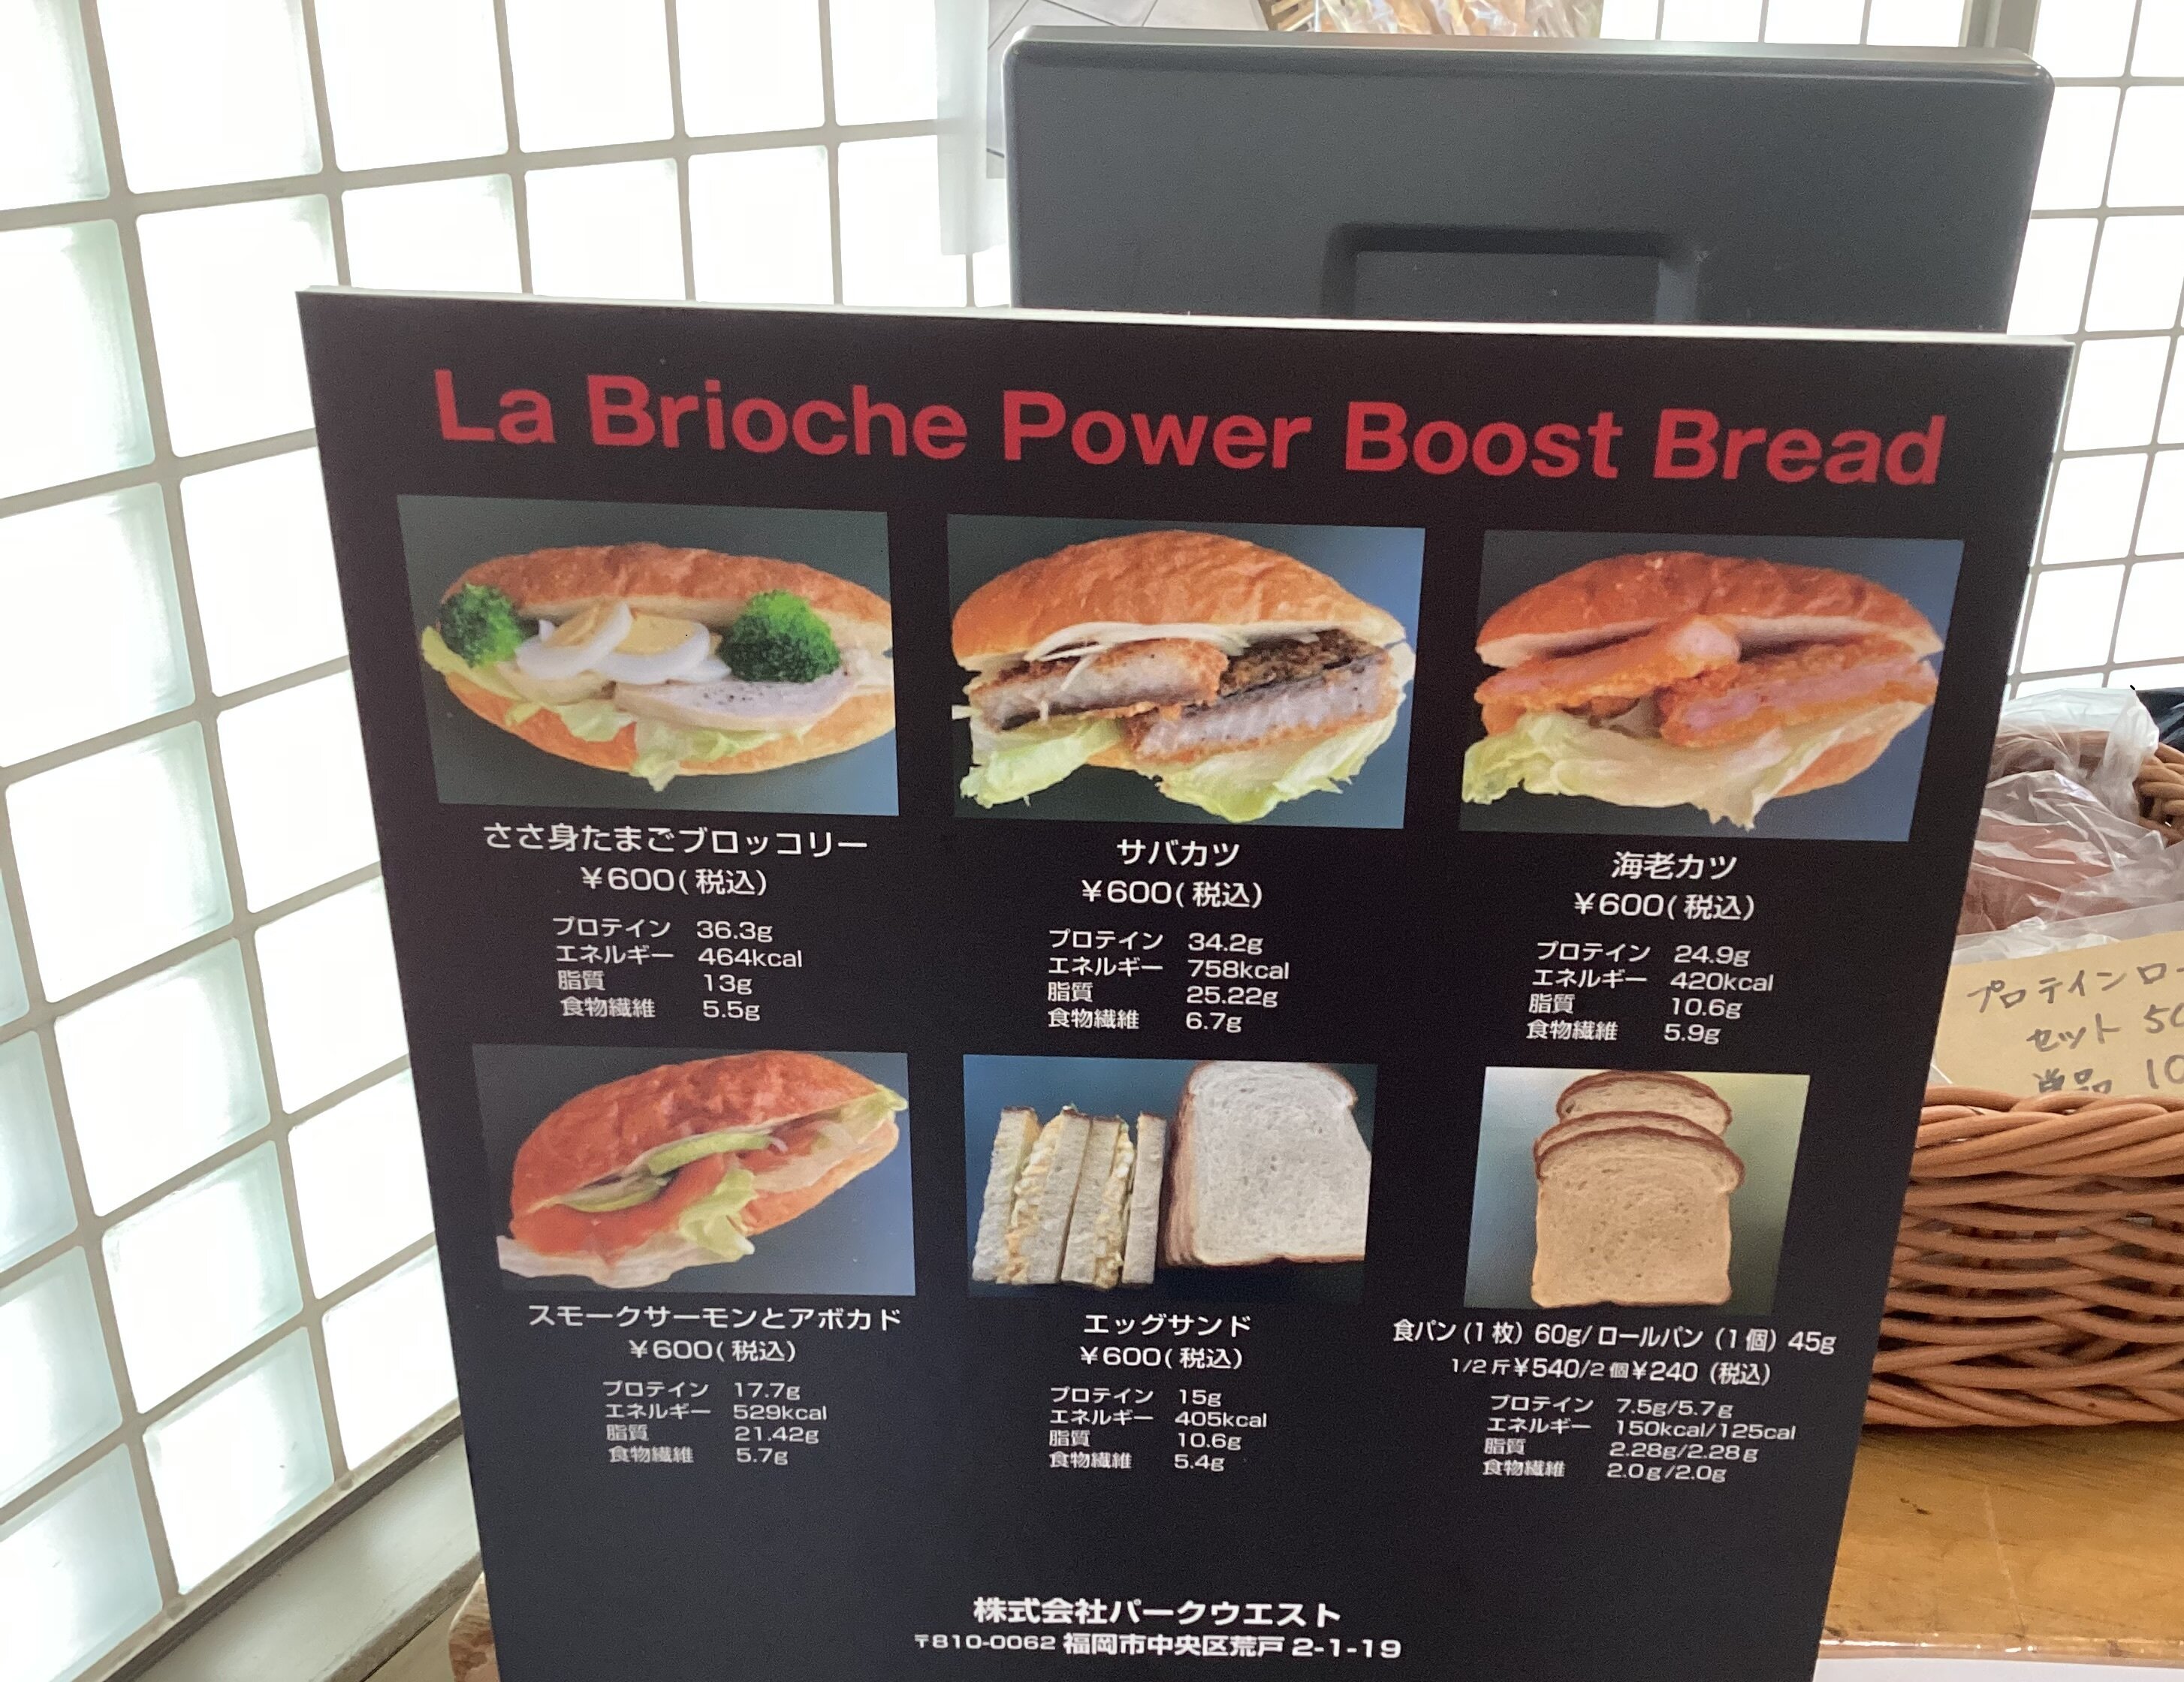 La Brioche Power Boost Bread
ささ身たまごブロッコリー
￥600(税込)
プロテイン 36.3g
エネルギー 464kcal
脂質 13g
食物繊維 5.5g
サバカツ
￥600(税込)
プロテイン 34.2g
エネルギー 758kcal
脂質 25.22g
食物繊維 6.7g
海老カツ
￥600(税込)
プロテイン 24.9g
エネルギー 420kcal
脂質 10.6g
食物繊維 5.9g
スモークサーモンとアボカド
￥600(税込)
プロテイン 17.7g
エネルギー 529kcal
脂質 21.42g
食物繊維 5.7g
エッグサンド
￥600(税込)
プロテイン 15g
エネルギー 405kcal
脂質 10.6g
食物繊維 5.4g
食パン(1枚) 60g/ロールパン(1個) 45g
1/2斤￥540/2個￥240(税込)
プロテイン 7.5g/5.7g
エネルギー 150kcal/125cal
脂質 2.28g/2.28g
食物繊維 2.0g/2.0g
株式会社パークウエスト
〒810-0062 福岡市中央区荒戸 2-1-19
プロテインロー
セット 50
単品 10